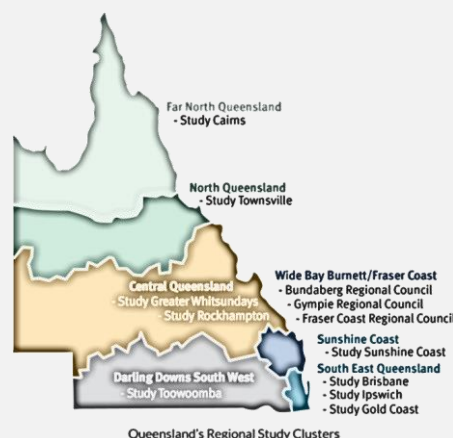 Far North Queensland
- Study Cairns
North Queensland
- Study Townsville
Central Queensland
- Study Greater Whitsundays
- Study Rockhampton
Wide Bay Burnett/Fraser Coast
- Bundaberg Regional Council
- Gympie Regional Council
- Fraser Coast Regional Council
Sunshine Coast
- Study Sunshine Coast
South East Queensland
- Study Brisbane
- Study Ipswich
- Study Gold Coast
Darling Downs South West
- Study Toowoomba
Queensland's Regional Study Clusters